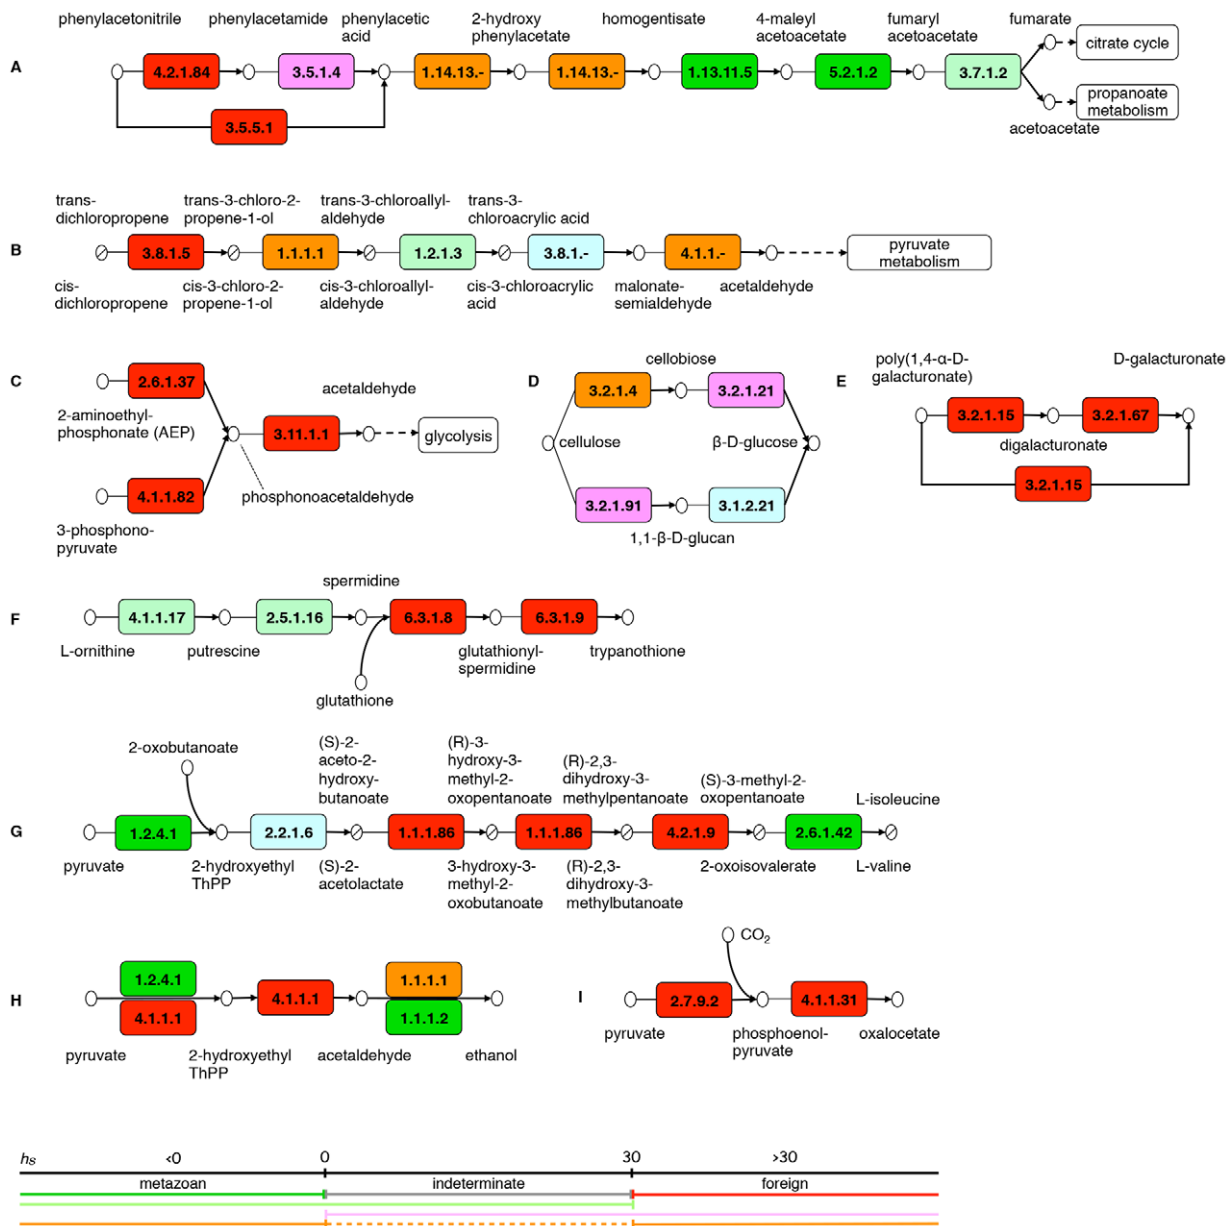 phenylacetonitrile
phenylacetamide
phenylacetic
acid
2-hydroxy
phenylacetate
homogentisate
4-maleyl
acetoacetate
fumaryl
acetoacetate
fumarate
A
4.2.1.84
3.5.1.4
1.14.13.-
1.14.13.-
1.13.11.5
5.2.1.2
3.7.1.2
citrate cycle
propanoate
metabolism
acetoacetate
3.5.5.1
trans-
dichloropropene
trans-3-chloro-2-
propene-1-ol
trans-3-chloroallyl-
aldehyde
trans-3-
chloroacrylic acid
B
3.8.1.5
1.1.1.1
1.2.1.3
3.8.1.-
4.1.1.-
pyruvate
metabolism
cis-
dichloropropene
cis-3-chloro-2-
propene-1-ol
cis-3-chloroallyl-
aldehyde
cis-3-chloroacrylic
acid
malonate-
semialdehyde
acetaldehyde
C
2.6.1.37
2-aminoethyl-
phosphonate (AEP)
acetaldehyde
3.11.1.1
glycolysis
4.1.1.82
phosphonoacetaldehyde
3-phosphono-
pyruvate
D
cellobiose
3.2.1.4
3.2.1.21
cellulose
β-D-glucose
3.2.1.91
3.1.2.21
1,1-β-D-glucan
E
poly(1,4-α-D-
galacturonate)
D-galacturonate
3.2.1.15
3.2.1.67
digalacturonate
3.2.1.15
spermidine
F
4.1.1.17
2.5.1.16
6.3.1.8
6.3.1.9
L-ornithine
putrescine
glutathionyl-
spermidine
trypanothione
glutathione
2-oxobutanoate
(S)-2-
aceto-2-
hydroxy-
butanoate
(R)-3-
hydroxy-3-
methyl-2-
oxopentanoate
(R)-2,3-
dihydroxy-3-
methylpentanoate
(S)-3-methyl-2-
oxopentanoate
L-isoleucine
G
1.2.4.1
2.2.1.6
1.1.1.86
1.1.1.86
4.2.1.9
2.6.1.42
pyruvate
2-hydroxyethyl
ThPP
(S)-2-
acetolactate
3-hydroxy-3-
methyl-2-
oxobutanoate
(R)-2,3-
dihydroxy-3-
methylbutanoate
2-oxoisovalerate
L-valine
H
1.2.4.1
4.1.1.1
4.1.1.1
1.1.1.1
1.1.1.2
pyruvate
2-hydroxyethyl
ThPP
acetaldehyde
ethanol
I
CO₂
2.7.9.2
4.1.1.31
pyruvate
phosphoenol-
pyruvate
oxalocetate
hs <0 0 30 >30
metazoan indeterminate foreign